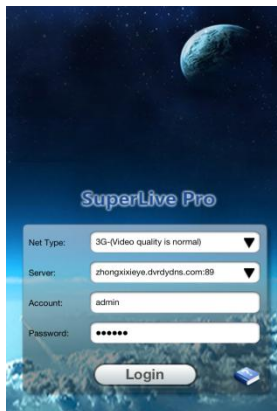 SuperLive Pro
Net Type: 3G-(Video quality is normal)
Server: zhongxixieye.dvrdydns.com:89
Account: admin
Password: ••••••
Login